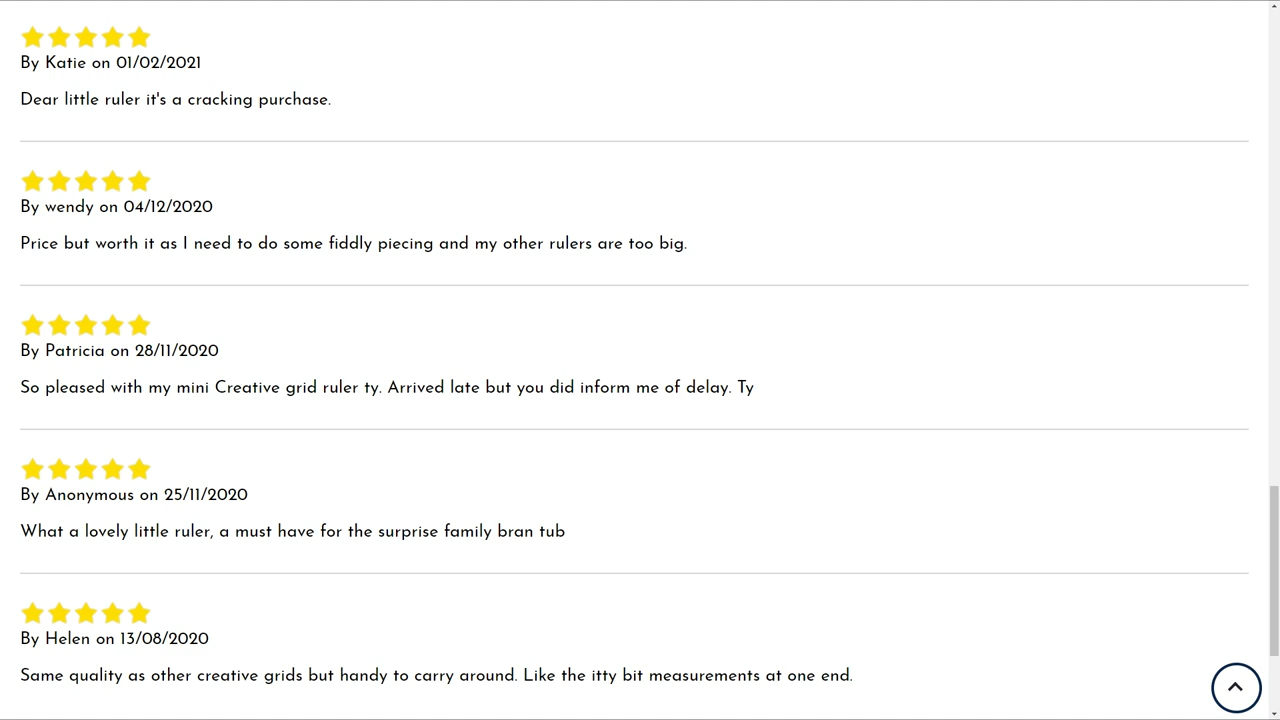 By Katie on 01/02/2021
Dear little ruler it's a cracking purchase.
By wendy on 04/12/2020
Price but worth it as I need to do some fiddly piecing and my other rulers are too big.
By Patricia on 28/11/2020
So pleased with my mini Creative grid ruler ty. Arrived late but you did inform me of delay. Ty
By Anonymous on 25/11/2020
What a lovely little ruler, a must have for the surprise family bran tub
By Helen on 13/08/2020
Same quality as other creative grids but handy to carry around. Like the itty bit measurements at one end.